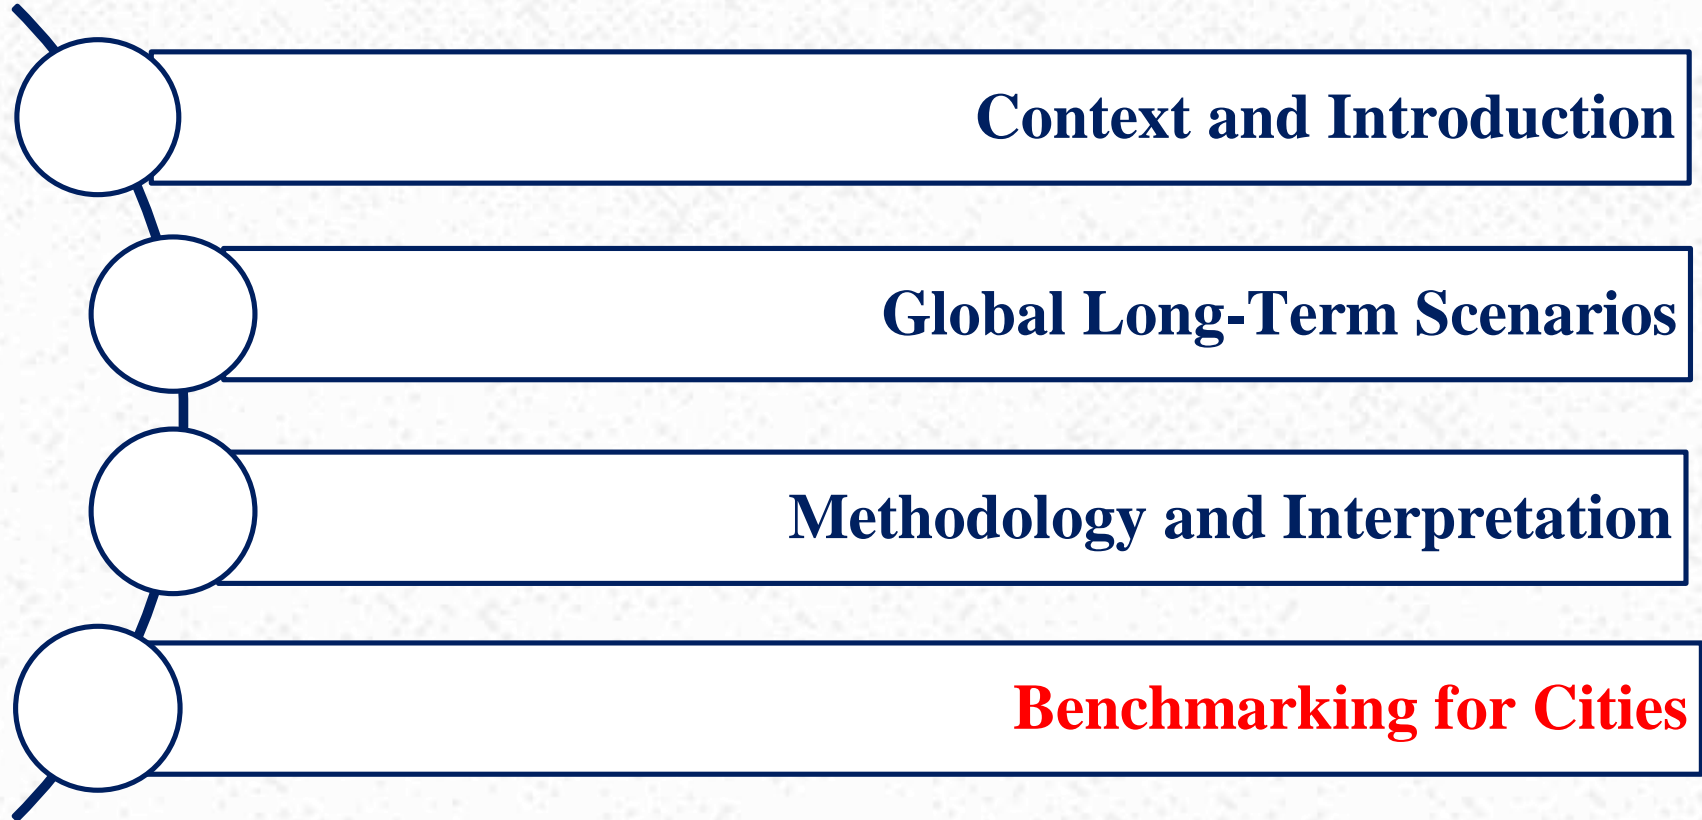 Context and Introduction
Global Long-Term Scenarios
Methodology and Interpretation
Benchmarking for Cities